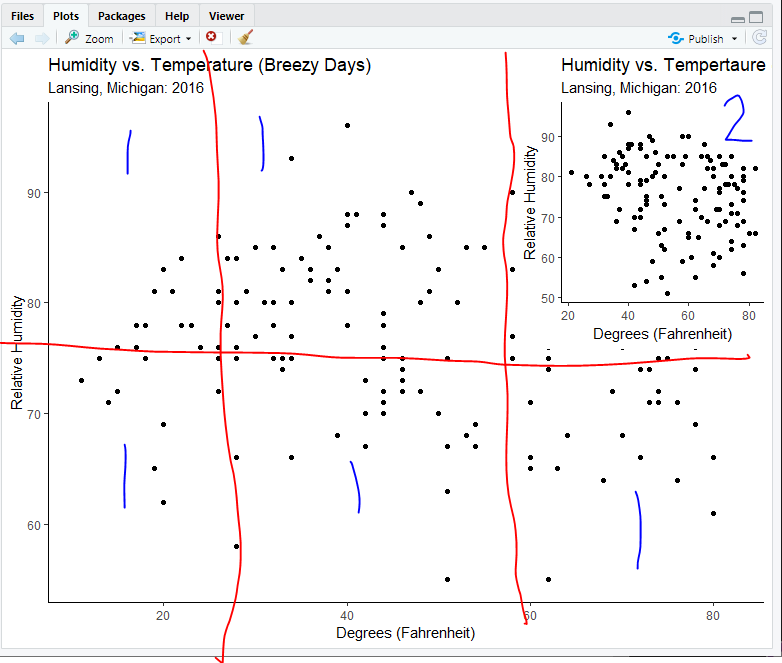 Files Plots Packages Help Viewer
Zoom Export Publish
Humidity vs. Temperature (Breezy Days)
Lansing, Michigan: 2016
Relative Humidity
90
80
70
60
20 40 60 80
Degrees (Fahrenheit)
Humidity vs. Tempertaure
Lansing, Michigan: 2016
2
Relative Humidity
90
80
70
60
50
20 40 60 80
Degrees (Fahrenheit)